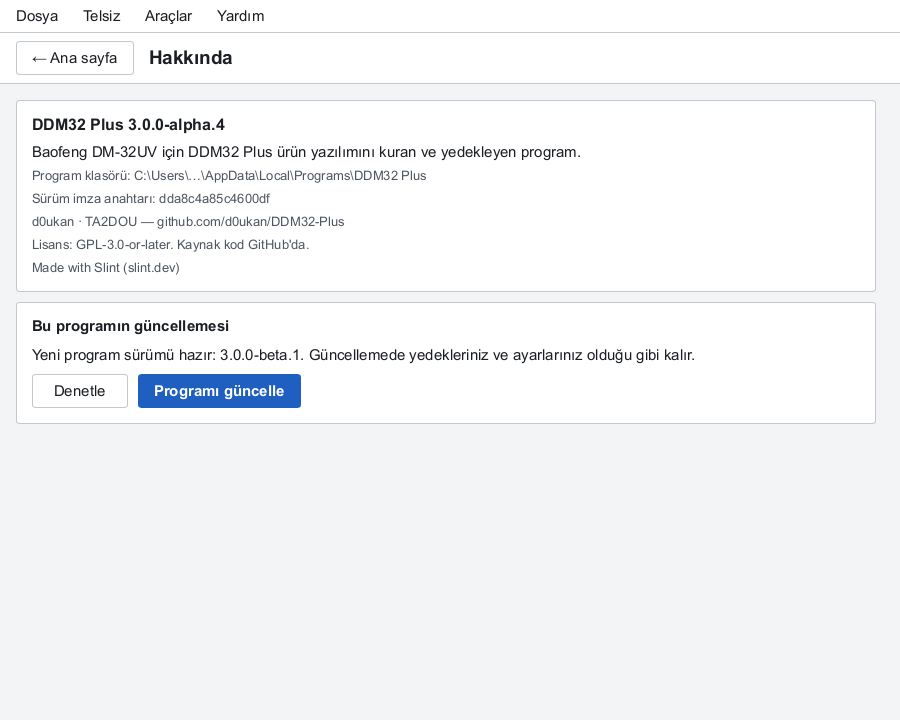 Dosya Telsiz Araçlar Yardım
← Ana sayfa Hakkında
DDM32 Plus 3.0.0-alpha.4
Baofeng DM-32UV için DDM32 Plus ürün yazılımını kuran ve yedekleyen program.
Program klasörü: C:\Users\...\AppData\Local\Programs\DDM32 Plus
Sürüm imza anahtarı: dda8c4a85c4600df
d0ukan · TA2DOU — github.com/d0ukan/DDM32-Plus
Lisans: GPL-3.0-or-later. Kaynak kod GitHub'da.
Made with Slint (slint.dev)
Bu programın güncellemesi
Yeni program sürümü hazır: 3.0.0-beta.1. Güncellemede yedekleriniz ve ayarlarınız olduğu gibi kalır.
Denetle Programı güncelle